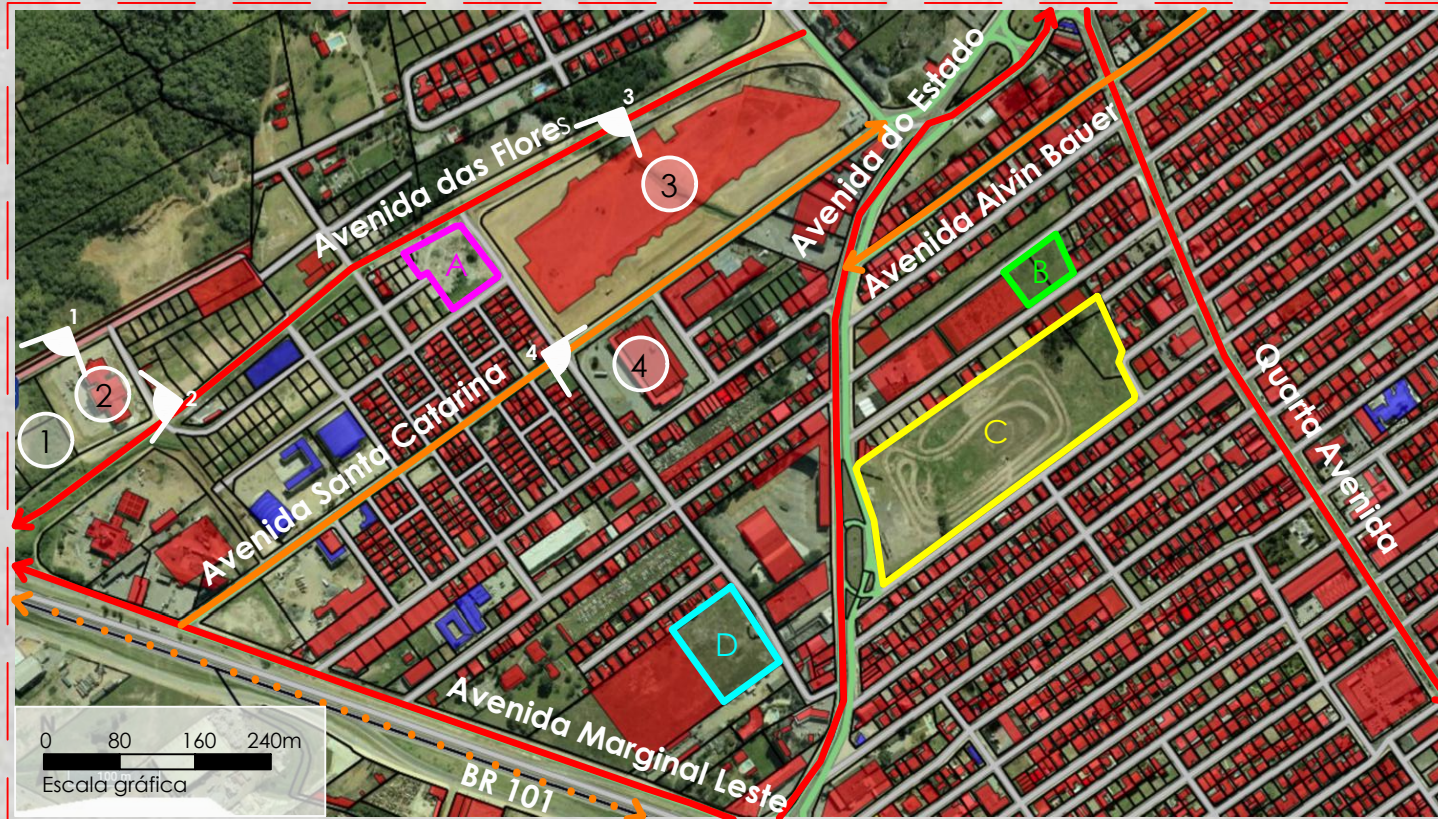 3
Avenida das Flores
3
Avenida do Estado
Avenida Alvin Bauer
A
B
1
2
2
1
4
4
Avenida Santa Catarina
C
Quarta Avenida
D
Avenida Marginal Leste
BR 101
N
0 80 160 240m
100 m
Escala gráfica